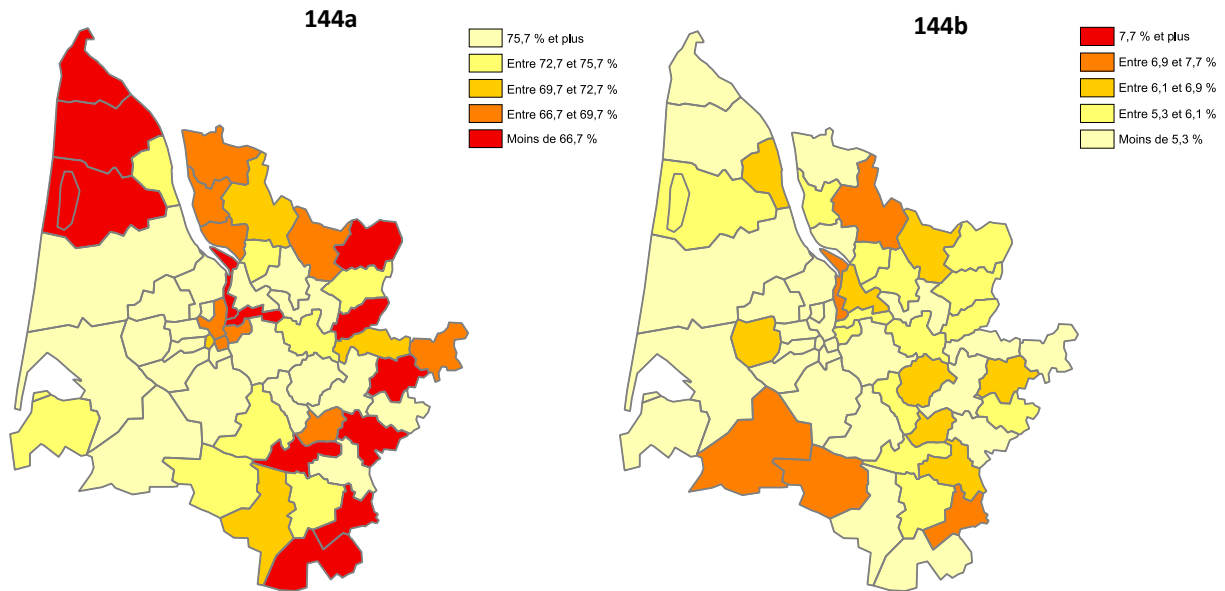 144a
75,7 % et plus
Entre 72,7 et 75,7 %
Entre 69,7 et 72,7 %
Entre 66,7 et 69,7 %
Moins de 66,7 %
144b
7,7 % et plus
Entre 6,9 et 7,7 %
Entre 6,1 et 6,9 %
Entre 5,3 et 6,1 %
Moins de 5,3 %